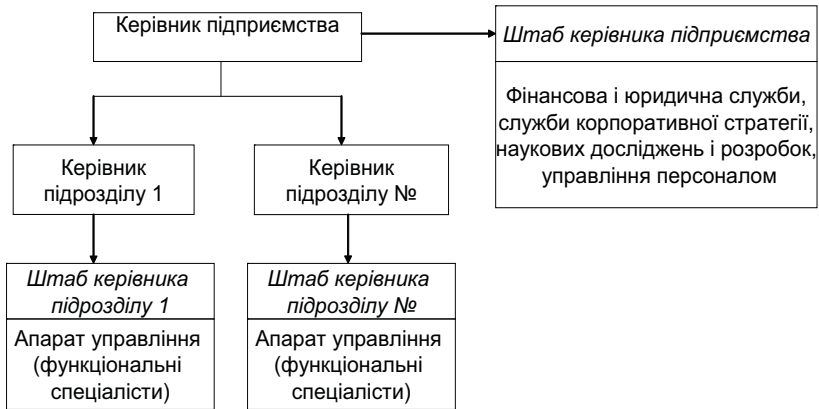 Керівник підприємства
Штаб керівника підприємства
Фінансова і юридична служби,
служби корпоративної стратегії,
наукових досліджень і розробок,
управління персоналом
Керівник
підрозділу 1
Керівник
підрозділу №
Штаб керівника
підрозділу 1
Апарат управління
(функціональні
спеціалісти)
Штаб керівника
підрозділу №
Апарат управління
(функціональні
спеціалісти)